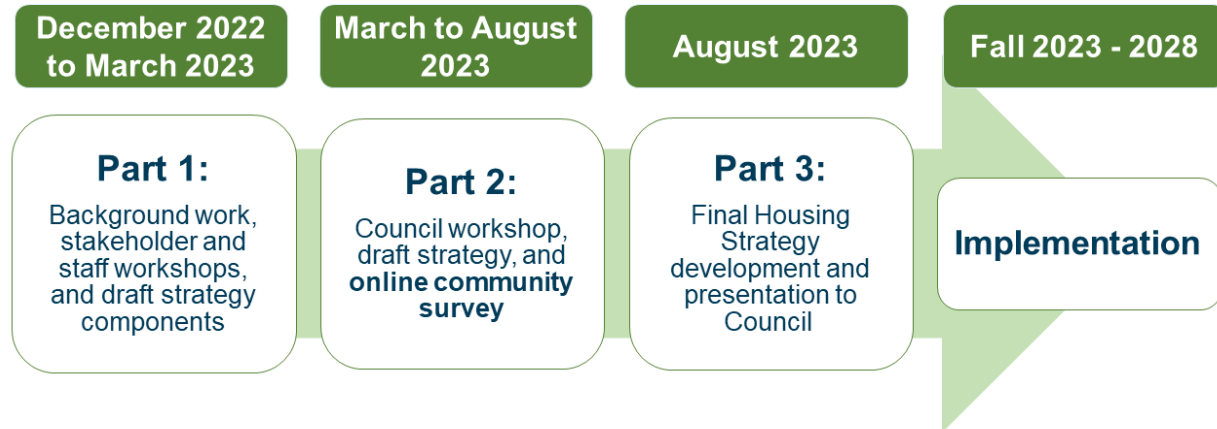 December 2022
to March 2023
March to August
2023
August 2023
Fall 2023 - 2028
Part 1:
Background work,
stakeholder and
staff workshops,
and draft strategy
components
Part 2:
Council workshop,
draft strategy, and
online community
survey
Part 3:
Final Housing
Strategy
development and
presentation to
Council
Implementation